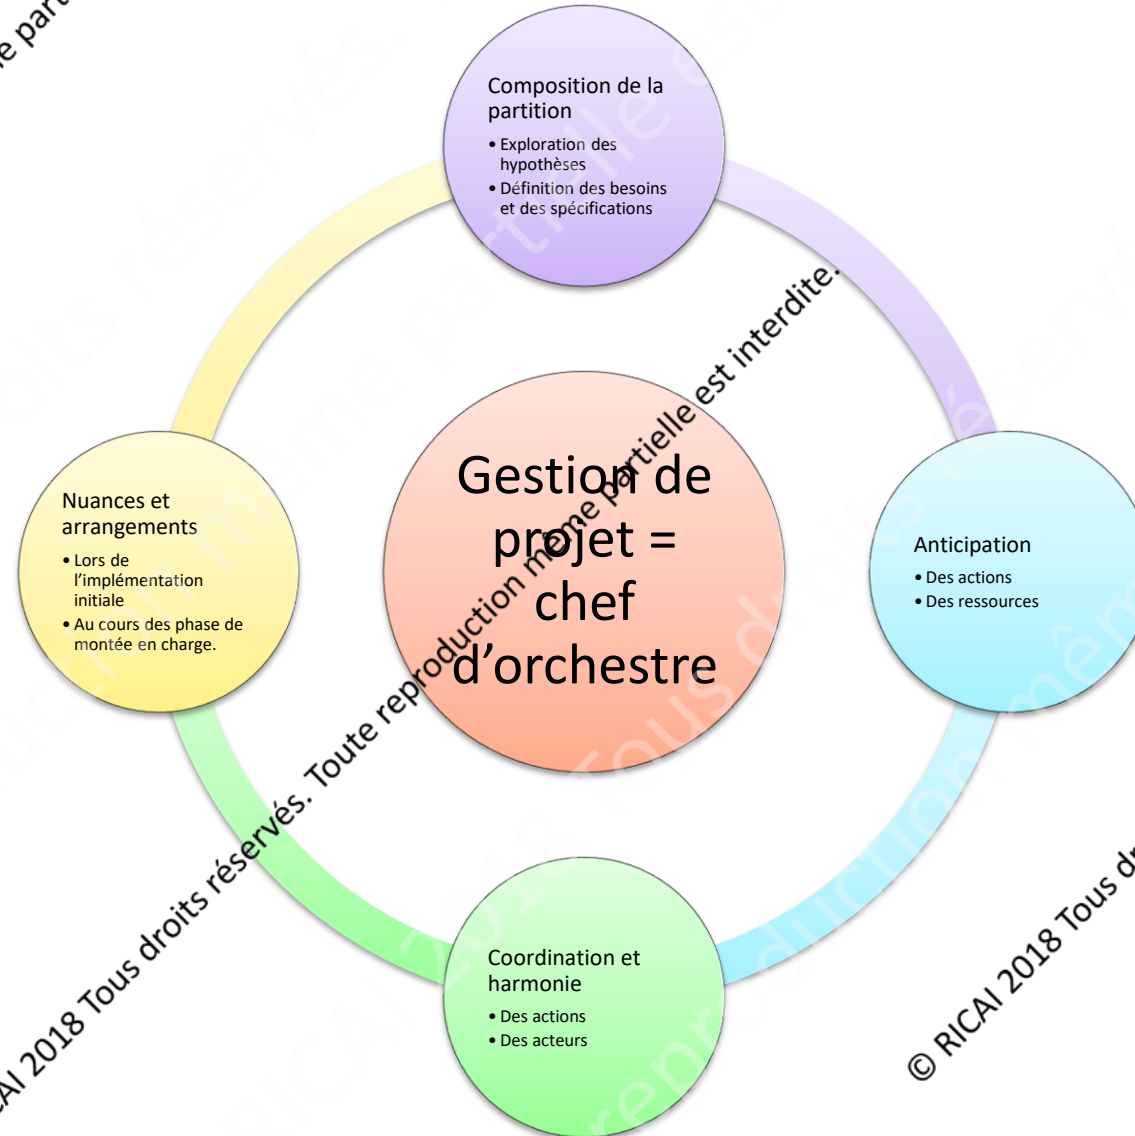 e part
Composition de la
partition
• Exploration des
hypothèses
• Définition des besoins
et des spécifications
Nuances et
arrangements
• Lors de
l'implémentation
initiale
• Au cours des phase de
montée en charge.
Gestion de
projet =
chef
d'orchestre
Anticipation
• Des actions
• Des ressources
Coordination et
harmonie
• Des actions
• Des acteurs
AI 2018 Tous droits réservés. Toute reproduction même partielle est interdite.
© RICAI 2018 Tous dr